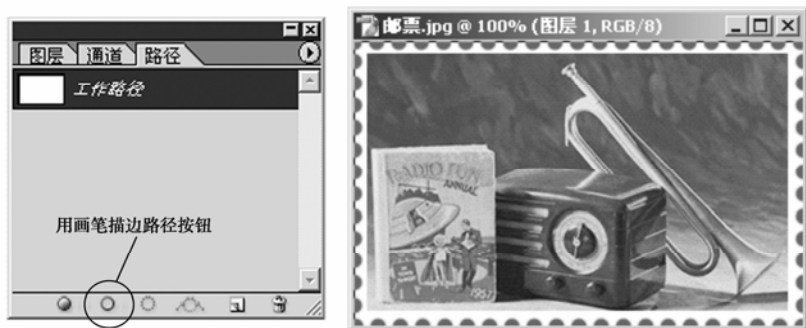 图层 通道 路径
工作路径
用画笔描边路径按钮
邮票.jpg @ 100% (图层 1, RGB/8)
RADIO FUN
ANNUAL
1957